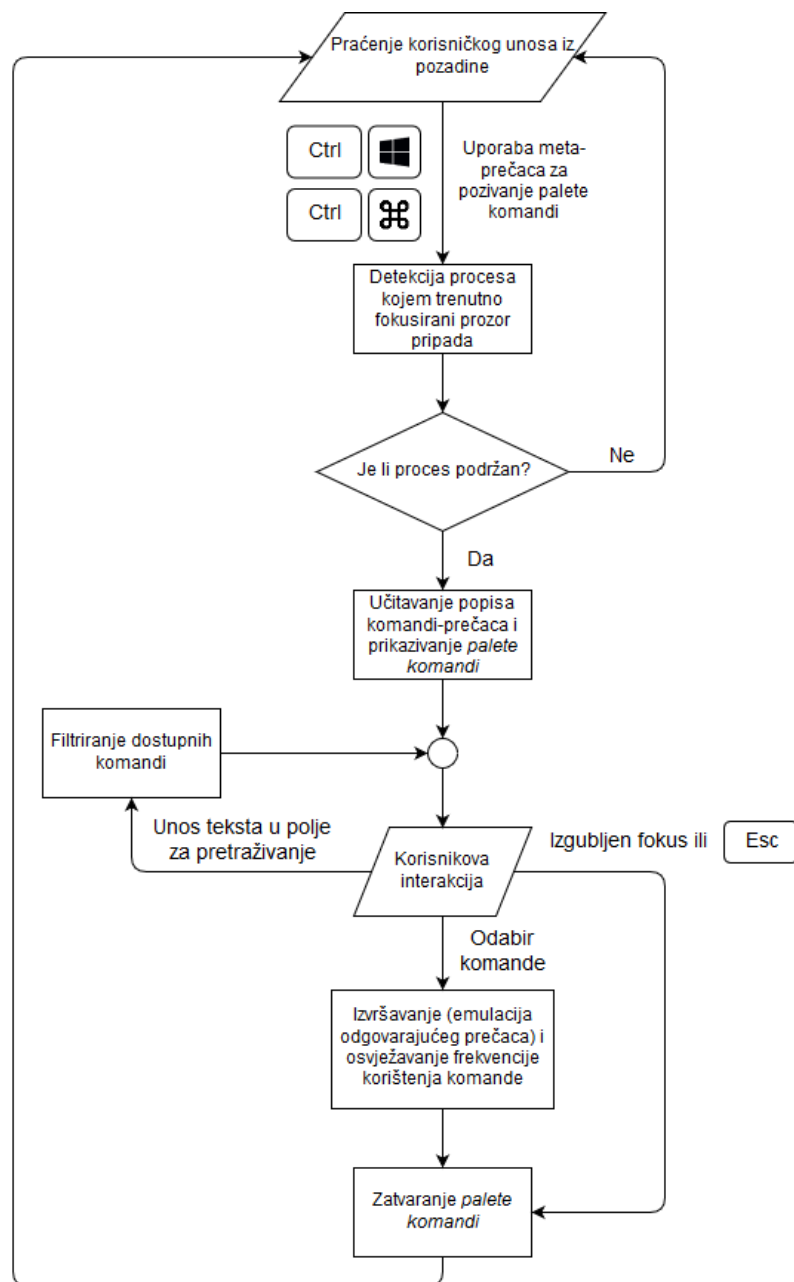 Praćenje korisničkog unosa iz
pozadine
Ctrl
Ctrl
Uporaba meta-
prečaca za
pozivanje palete
komandi
Detekcija procesa
kojem trenutno
fokusirani prozor
pripada
Je li proces podržan?
Ne
Da
Učitavanje popisa
komandi-prečaca i
prikazivanje palete
komandi
Filtriranje dostupnih
komandi
Unos teksta u polje
za pretraživanje
Korisnikova
interakcija
Izgubljen fokus ili
Esc
Odabir
komande
Izvršavanje (emulacija
odgovarajućeg prečaca) i
osvježavanje frekvencije
korištenja komande
Zatvaranje palete
komandi